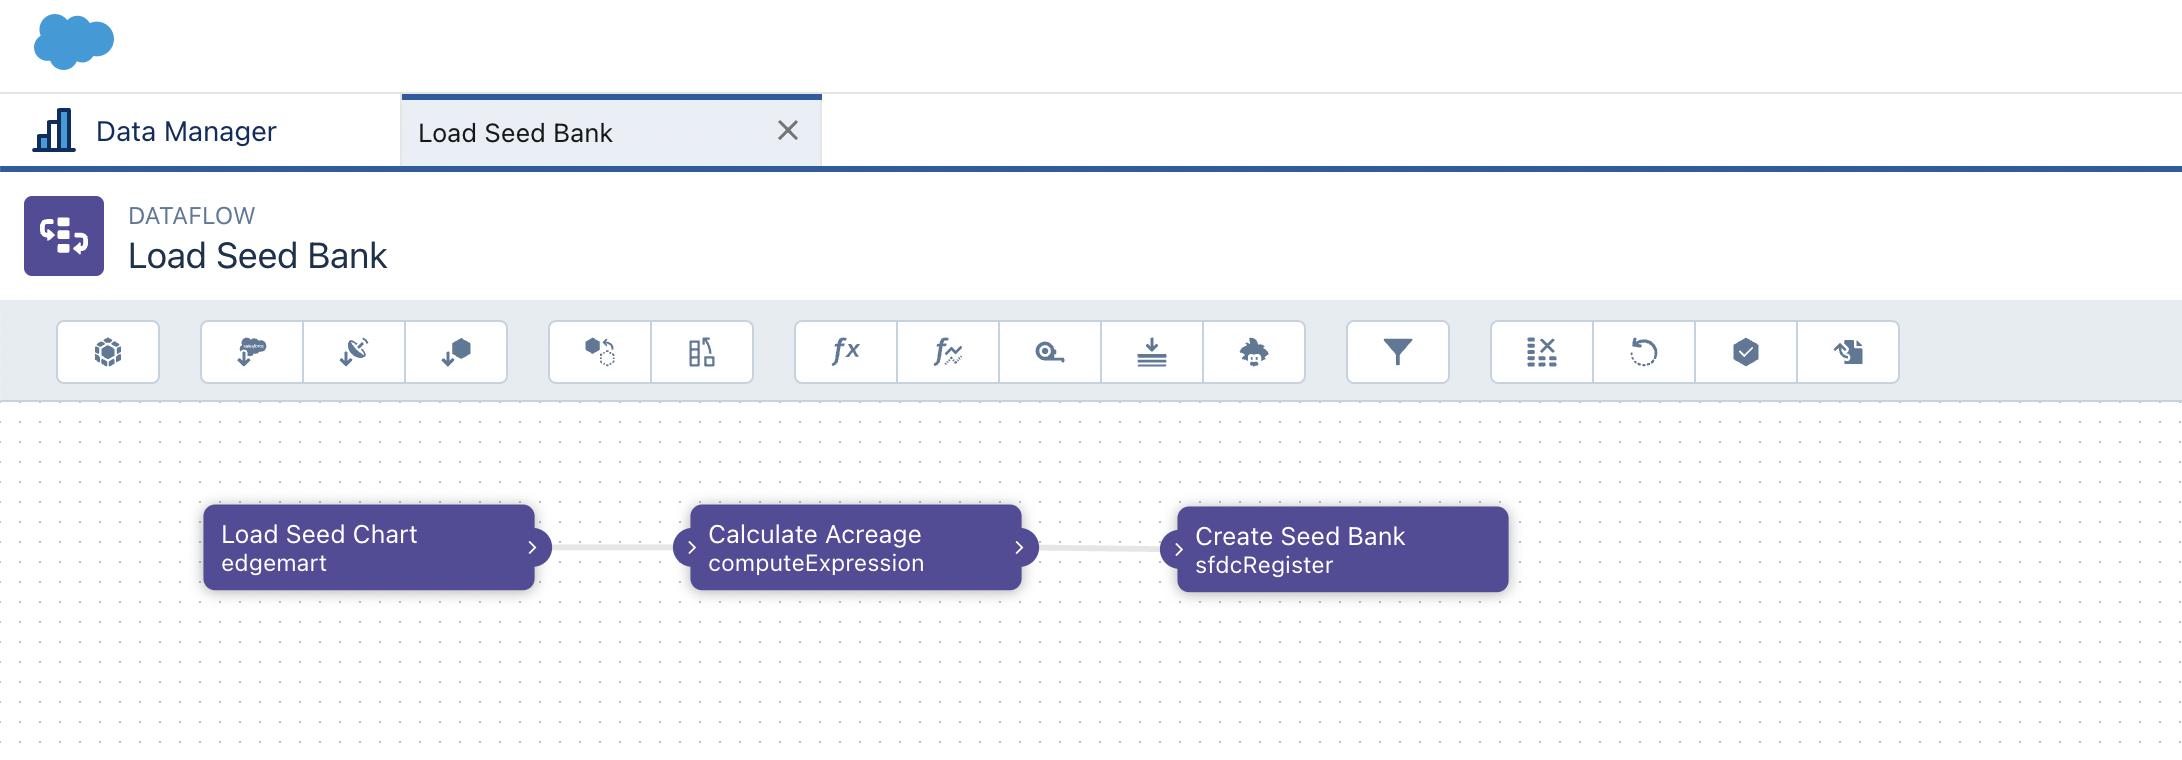 Data Manager
Load Seed Bank
DATAFLOW
Load Seed Bank
fx
f
Load Seed Chart
edgemart
Calculate Acreage
computeExpression
Create Seed Bank
sfdcRegister